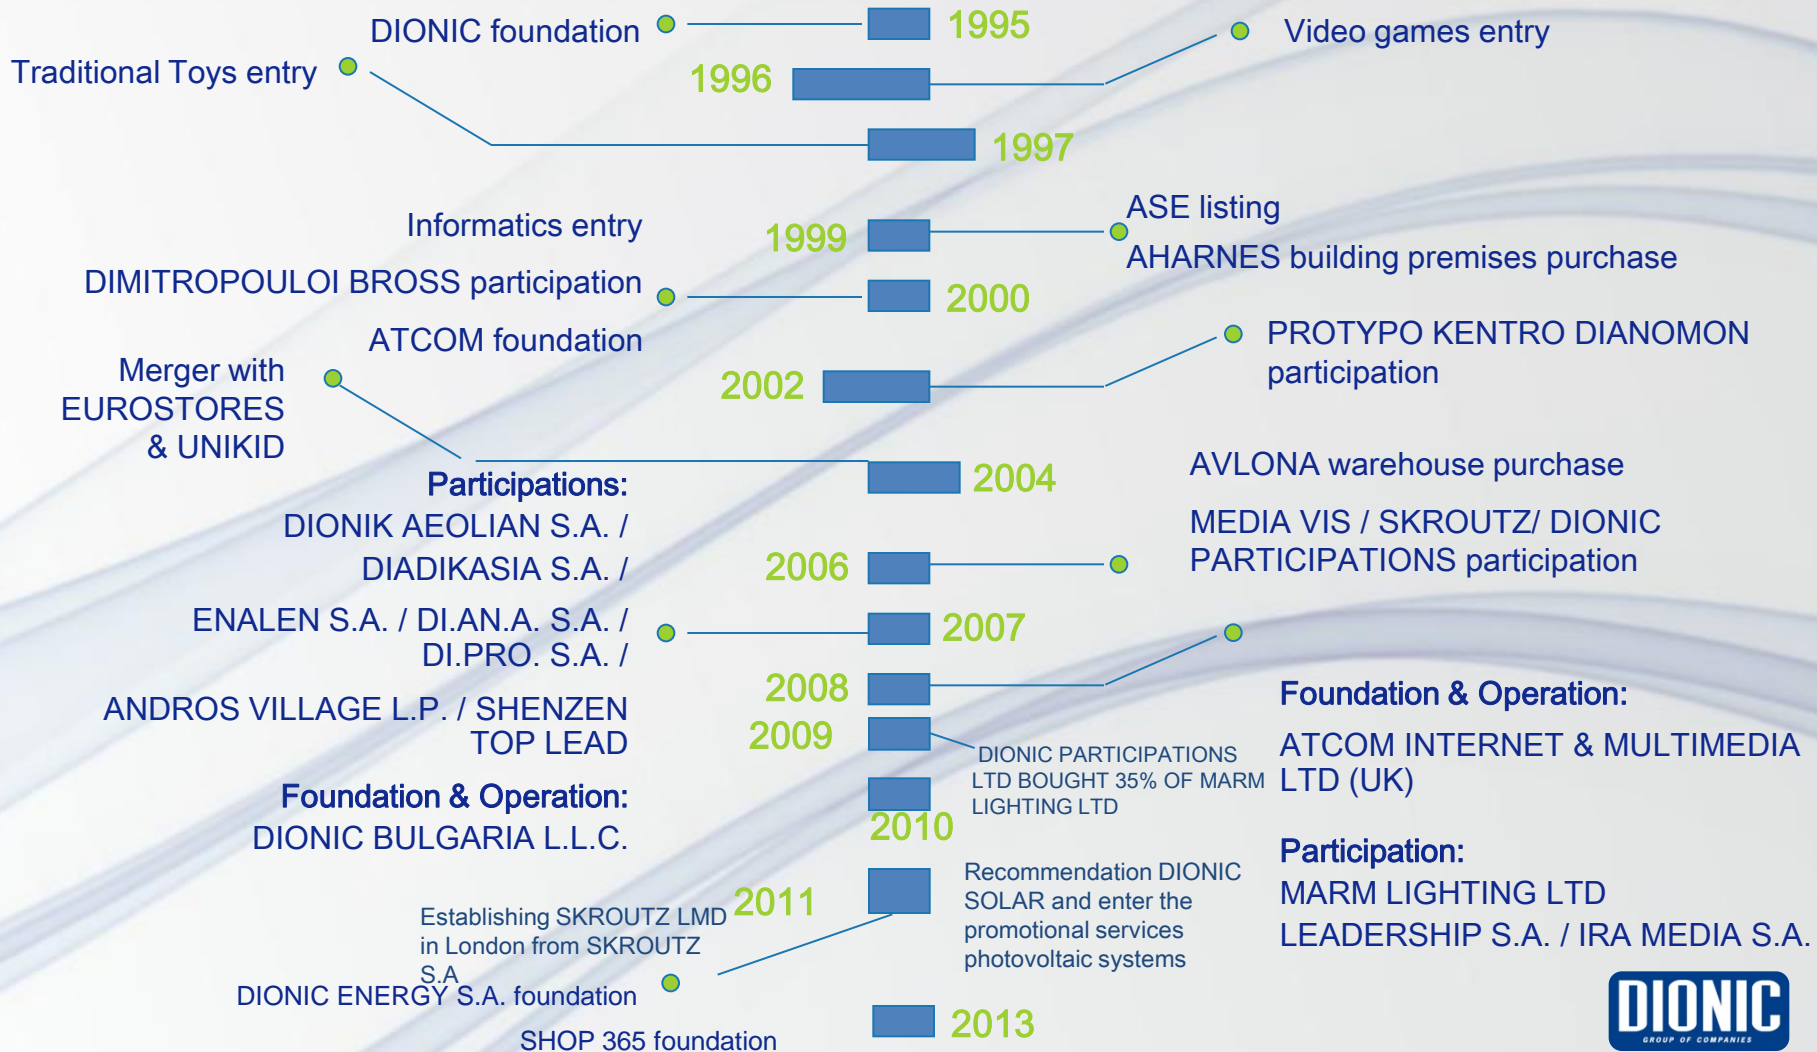 DIONIC foundation
1995
Video games entry
Traditional Toys entry
1996
1997
Informatics entry
1999
ASE listing
AHARNES building premises purchase
DIMITROPOULOI BROSS participation
2000
ATCOM foundation
PROTYPO KENTRO DIANOMON
participation
Merger with
EUROSTORES
& UNIKID
2002
2004
AVLONA warehouse purchase
Participations:
DIONIK AEOLIAN S.A. /
DIADIKASIA S.A. /
2006
MEDIA VIS / SKROUTZ/ DIONIC
PARTICIPATIONS participation
ENALEN S.A. / DI.AN.A. S.A. /
DI.PRO. S.A. /
2007
ANDROS VILLAGE L.P. / SHENZEN
TOP LEAD
2008
2009
DIONIC PARTICIPATIONS
LTD BOUGHT 35% OF MARM
LIGHTING LTD
Foundation & Operation:
ATCOM INTERNET & MULTIMEDIA
LTD (UK)
Foundation & Operation:
DIONIC BULGARIA L.L.C.
2010
Participation:
MARM LIGHTING LTD
LEADERSHIP S.A. / IRA MEDIA S.A.
2011
Recommendation DIONIC
SOLAR and enter the
promotional services
photovoltaic systems
Establishing SKROUTZ LMD
in London from SKROUTZ
S.A
DIONIC ENERGY S.A. foundation
SHOP 365 foundation
2013
DIONIC
GROUP OF COMPANIES